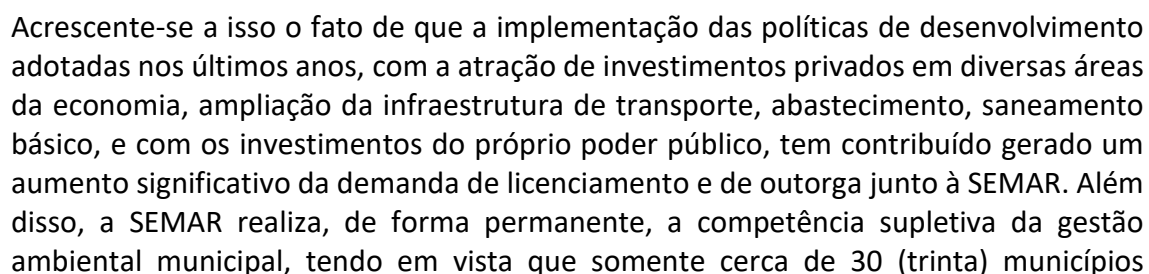 Acrescente-se a isso o fato de que a implementação das políticas de desenvolvimento
adotadas nos últimos anos, com a atração de investimentos privados em diversas áreas
da economia, ampliação da infraestrutura de transporte, abastecimento, saneamento
básico, e com os investimentos do próprio poder público, tem contribuído gerado um
aumento significativo da demanda de licenciamento e de outorga junto à SEMAR. Além
disso, a SEMAR realiza, de forma permanente, a competência supletiva da gestão
ambiental municipal, tendo em vista que somente cerca de 30 (trinta) municípios